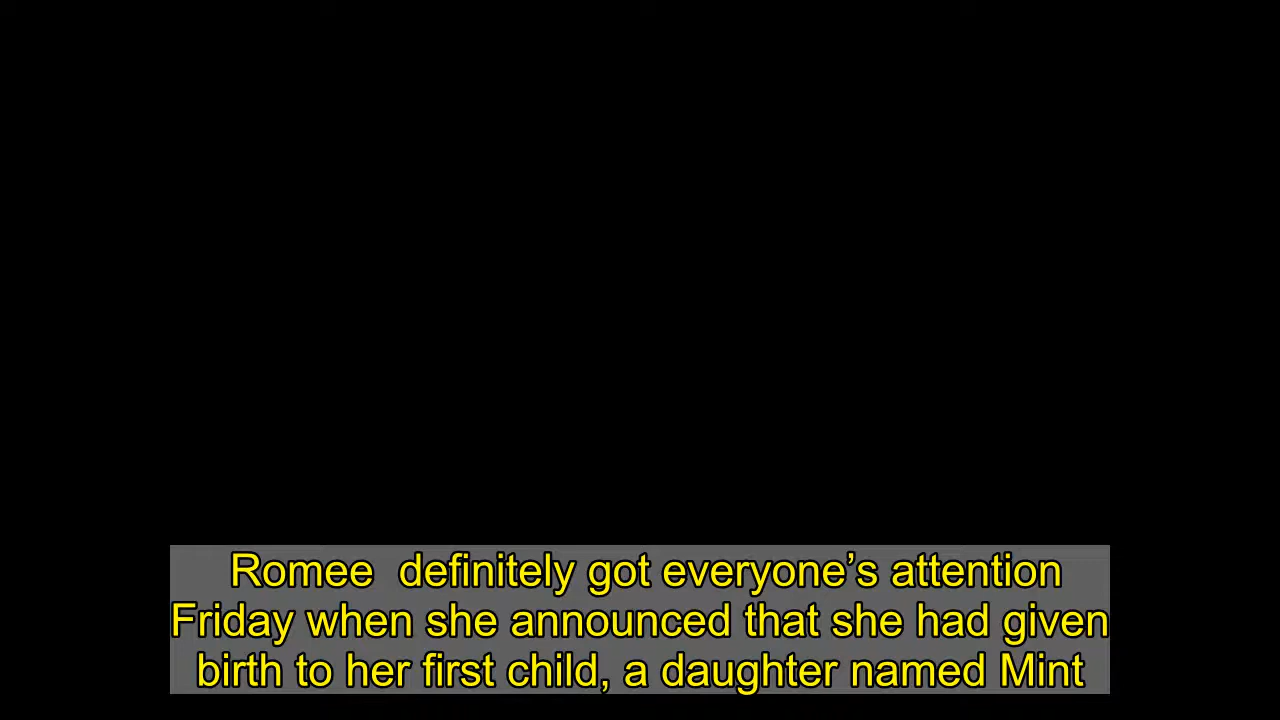 Romee  definitely got everyone’s attention
Friday when she announced that she had given
birth to her first child, a daughter named Mint